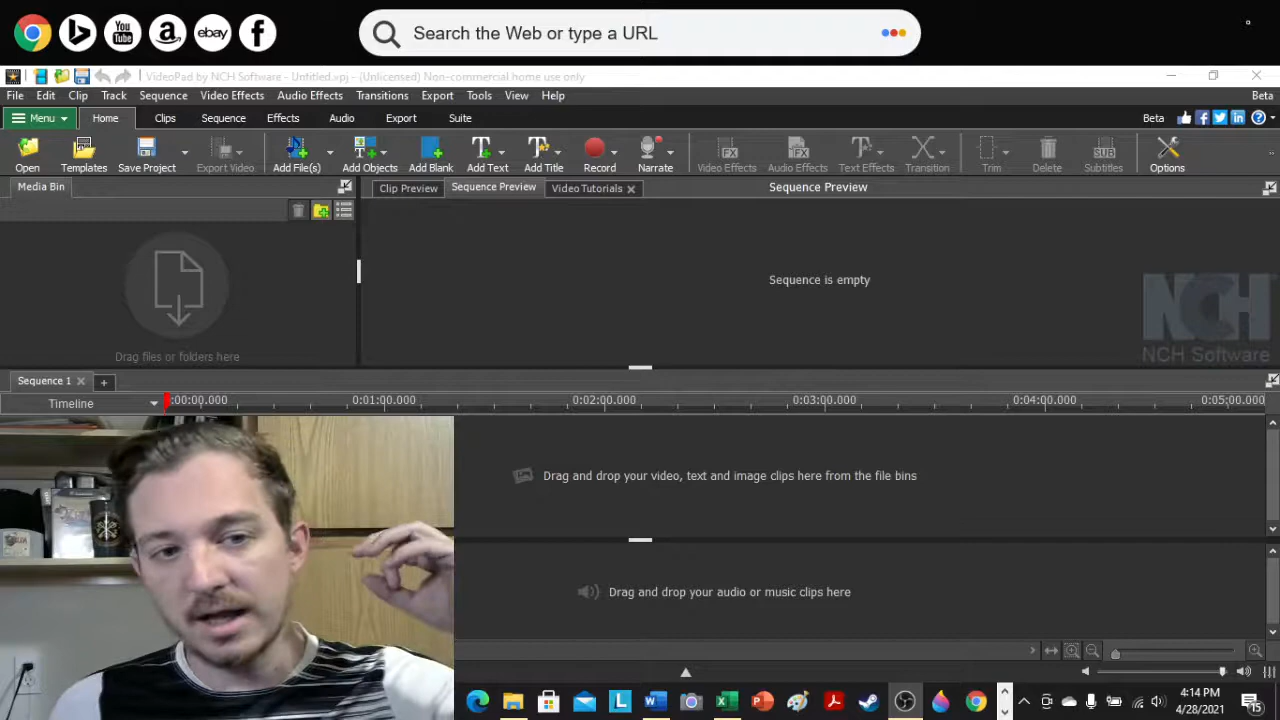 You Tube a ebay f Search the Web or type a URL
VideoPad by NCH Software - Untitled.vpj - (Unlicensed) Non-commercial home use only
File Edit Clip Track Sequence Video Effects Audio Effects Transitions Export Tools View Help Beta
Menu Home Clips Sequence Effects Audio Export Suite Beta
Open Templates Save Project Export Video Add File(s) Add Objects Add Blank Add Text Add Title Record Narrate Video Effects Audio Effects Text Effects Transition Trim Delete SUB Subtitles Options
Media Bin Clip Preview Sequence Preview Video Tutorials Sequence Preview
Sequence is empty
NCH
NCH Software
Drag files or folders here
Sequence 1
Timeline :00:00.000 0:01:00.000 0:02:00.000 0:03:00.000 0:04:00.000 0:05:00.000
Drag and drop your video, text and image clips here from the file bins
Drag and drop your audio or music clips here
4:14 PM
4/28/2021
15